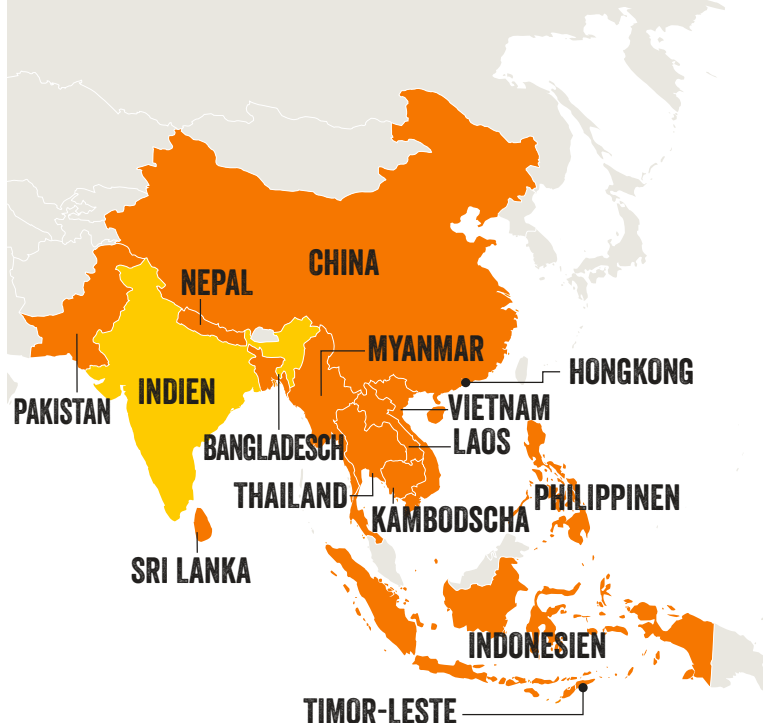 CHINA
NEPAL
MYANMAR
HONGKONG
INDIEN
PAKISTAN
VIETNAM
BANGLADESCH
LAOS
THAILAND
PHILIPPINEN
KAMBODSCHA
SRI LANKA
INDONESIEN
TIMOR-LESTE